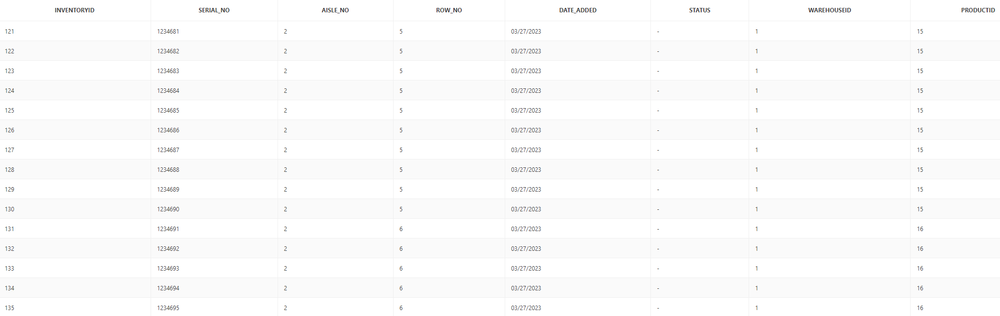 INVENTORYID SERIAL_NO AISLE_NO ROW_NO DATE_ADDED STATUS WAREHOUSEID PRODUCTID
121 1234681 2 5 03/27/2023 - 1 15
122 1234682 2 5 03/27/2023 - 1 15
123 1234683 2 5 03/27/2023 - 1 15
124 1234684 2 5 03/27/2023 - 1 15
125 1234685 2 5 03/27/2023 - 1 15
126 1234686 2 5 03/27/2023 - 1 15
127 1234687 2 5 03/27/2023 - 1 15
128 1234688 2 5 03/27/2023 - 1 15
129 1234689 2 5 03/27/2023 - 1 15
130 1234690 2 5 03/27/2023 - 1 15
131 1234691 2 6 03/27/2023 - 1 16
132 1234692 2 6 03/27/2023 - 1 16
133 1234693 2 6 03/27/2023 - 1 16
134 1234694 2 6 03/27/2023 - 1 16
135 1234695 2 6 03/27/2023 - 1 16